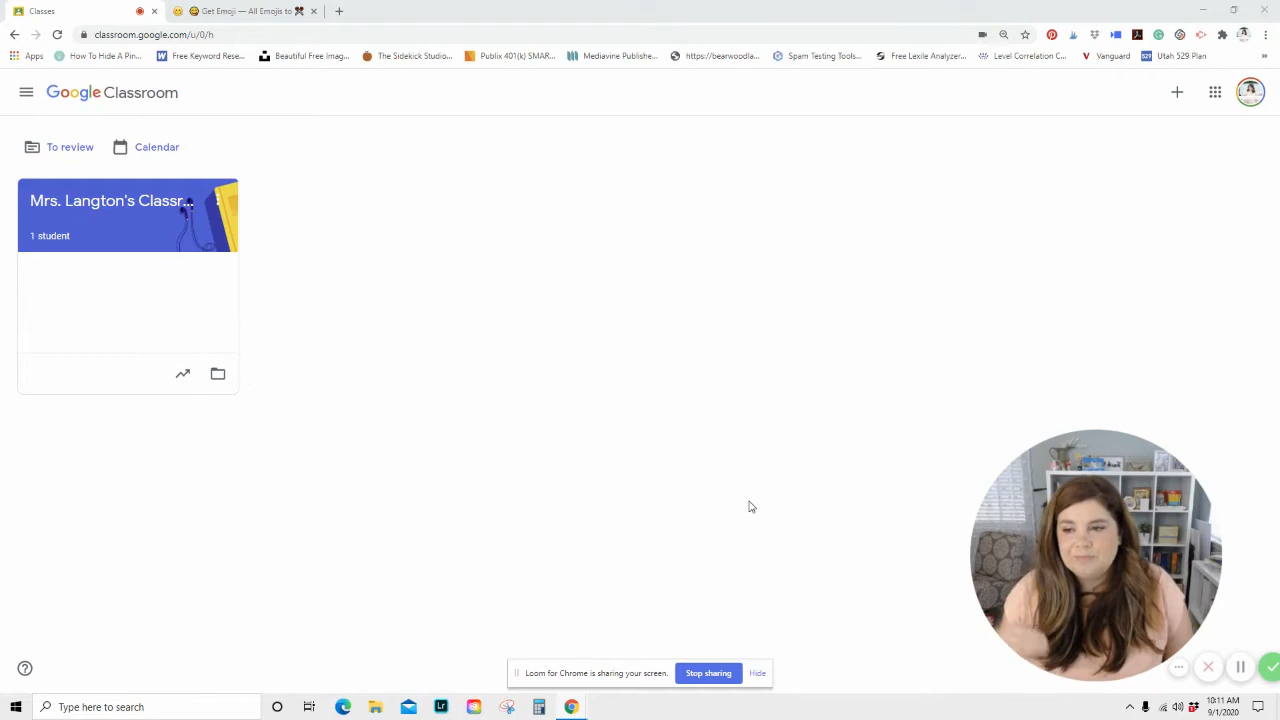 Classes
Get Emoji — All Emojis to
classroom.google.com/u/0/h
Apps
How To Hide A Pin...
Free Keyword Rese...
Beautiful Free Imag...
The Sidekick Studio...
Publix 401(k) SMAR...
Mediavine Publishe...
https://bearwoodla...
Spam Testing Tools...
Free Lexile Analyzer...
Level Correlation C...
Vanguard
Utah 529 Plan
»
Google Classroom
To review
Calendar
Mrs. Langton's Classr...
1 student
Loom for Chrome is sharing your screen.
Stop sharing
Hide
Type here to search
10:11 AM
9/1/2020